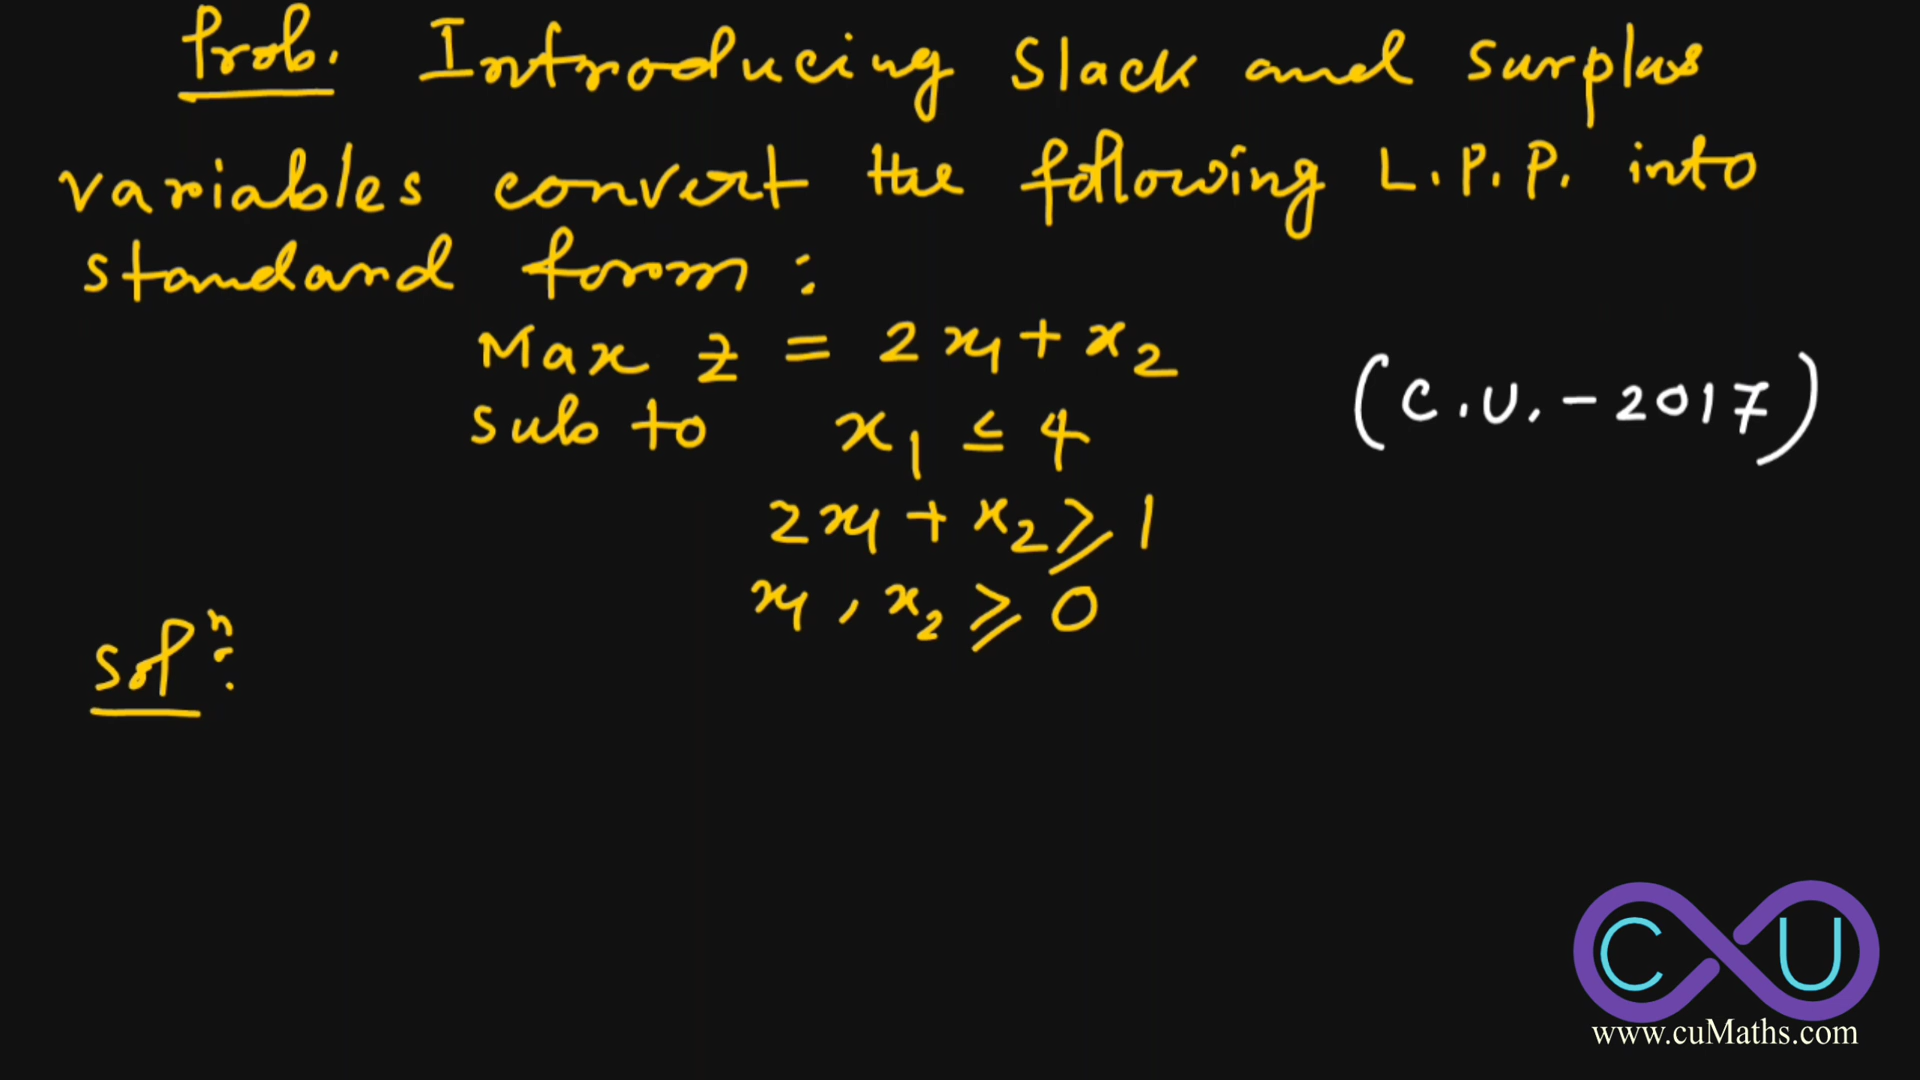 Prob. Introducing Slack and surplus
variables convert the following L.P.P. into
standard form :
Max z = 2x₁ + x₂
sub to x₁ ≤ 4
(C.U. - 2017)
2x₁ + x₂ ≥ 1
x₁ , x₂ ≥ 0
Solⁿ:
CU
www.cuMaths.com